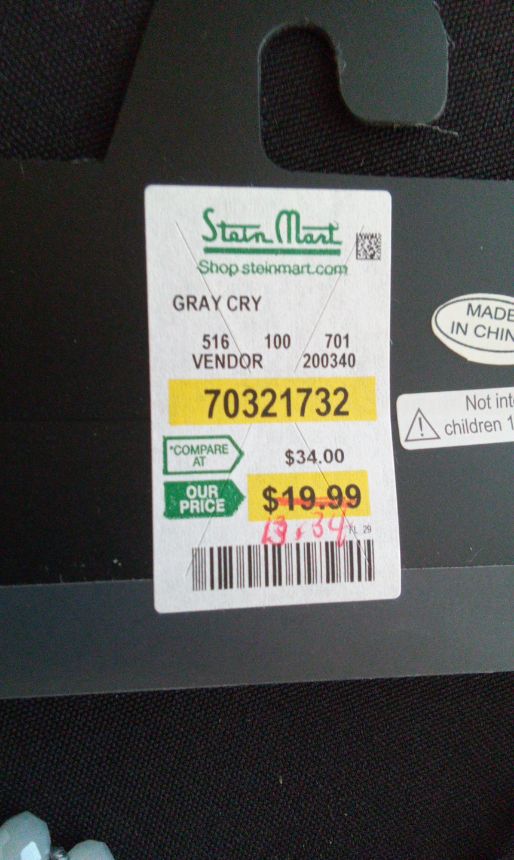 Stein Mart
Shop steinmart.com
GRAY CRY
516 100 701
VENDOR 200340
70321732
*COMPARE AT $34.00
OUR PRICE $19.99
13.34
29
MADE
IN CHIN
Not int
children 1